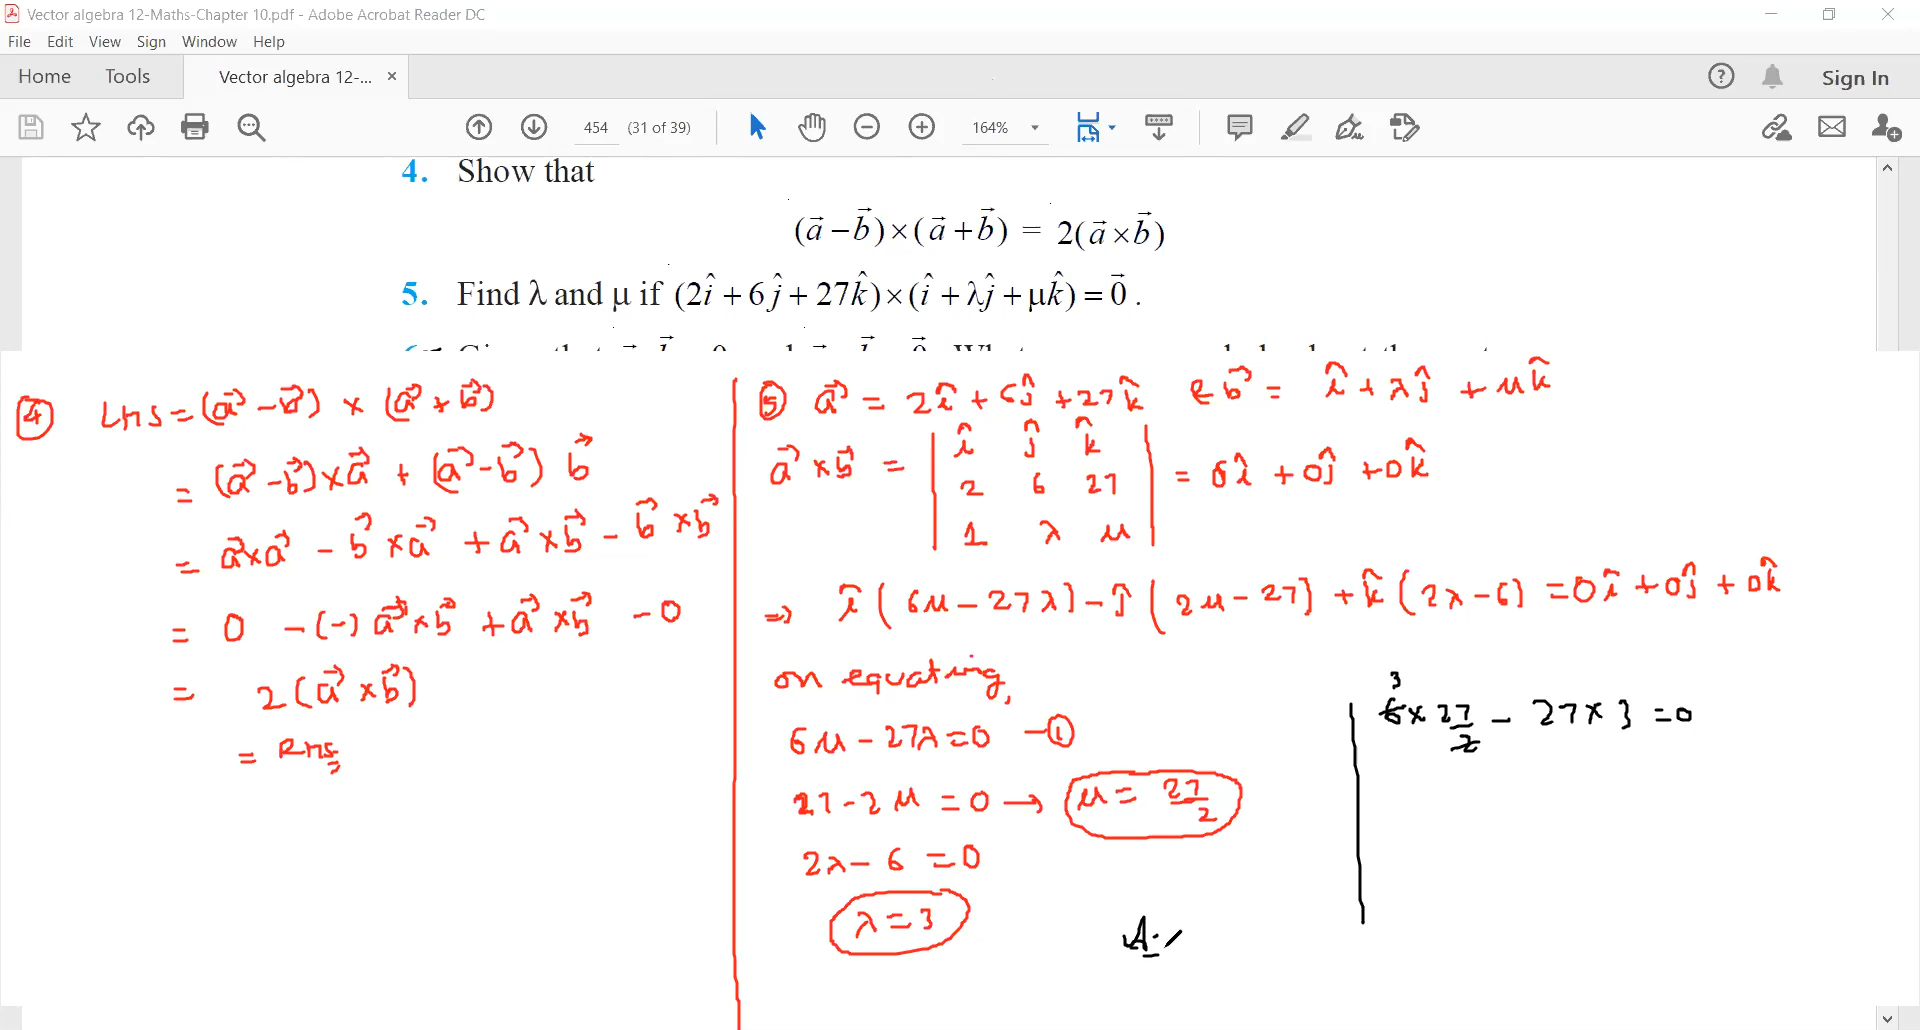 Vector algebra 12-Maths-Chapter 10.pdf - Adobe Acrobat Reader DC
File Edit View Sign Window Help
Home Tools Vector algebra 12-... × Sign In
454 (31 of 39) 164%
4. Show that
(a⃗ − b⃗) × (a⃗ + b⃗) = 2(a⃗ × b⃗)
5. Find λ and μ if (2î + 6ĵ + 27k̂) × (î + λĵ + μk̂) = 0⃗ .
④ LHS = (a⃗ − b⃗) × (a⃗ + b⃗)
= (a⃗ − b⃗) × a⃗ + (a⃗ − b⃗) b⃗
= a⃗ × a⃗ − b⃗ × a⃗ + a⃗ × b⃗ − b⃗ × b⃗
= 0 − (−) a⃗ × b⃗ + a⃗ × b⃗ − 0
= 2 (a⃗ × b⃗)
= RHS
⑤ a⃗ = 2î + 6ĵ + 27k̂ & b⃗ = î + λĵ + μk̂
î ĵ k̂
a⃗ × b⃗ = | 2 6 27 | = 0î + 0ĵ + 0k̂
1 λ μ
⇒ î (6μ − 27λ) − ĵ (2μ − 27) + k̂ (2λ − 6) = 0î + 0ĵ + 0k̂
on equating,
6μ − 27λ = 0 — ①
27 − 2μ = 0 → μ = 27/2
2λ − 6 = 0
λ = 3
3
6 × 27/2 − 27 × 3 = 0